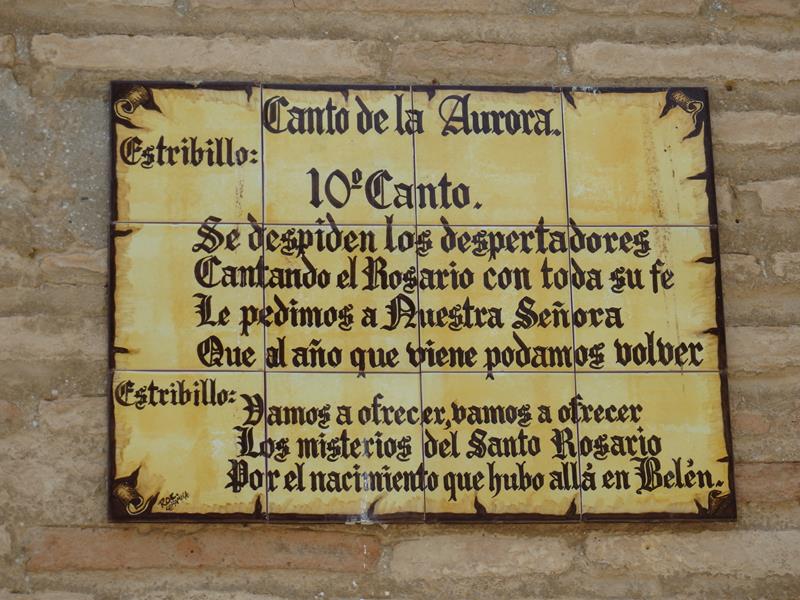 Canto de la Aurora.
Estribillo:
10º Canto.
Se despiden los despertadores
Cantando el Rosario con toda su fe
Le pedimos a Nuestra Señora
Que al año que viene podamos volver
Estribillo:
Vamos a ofrecer, vamos a ofrecer
Los misterios del Santo Rosario
Por el nacimiento que hubo allá en Belén.